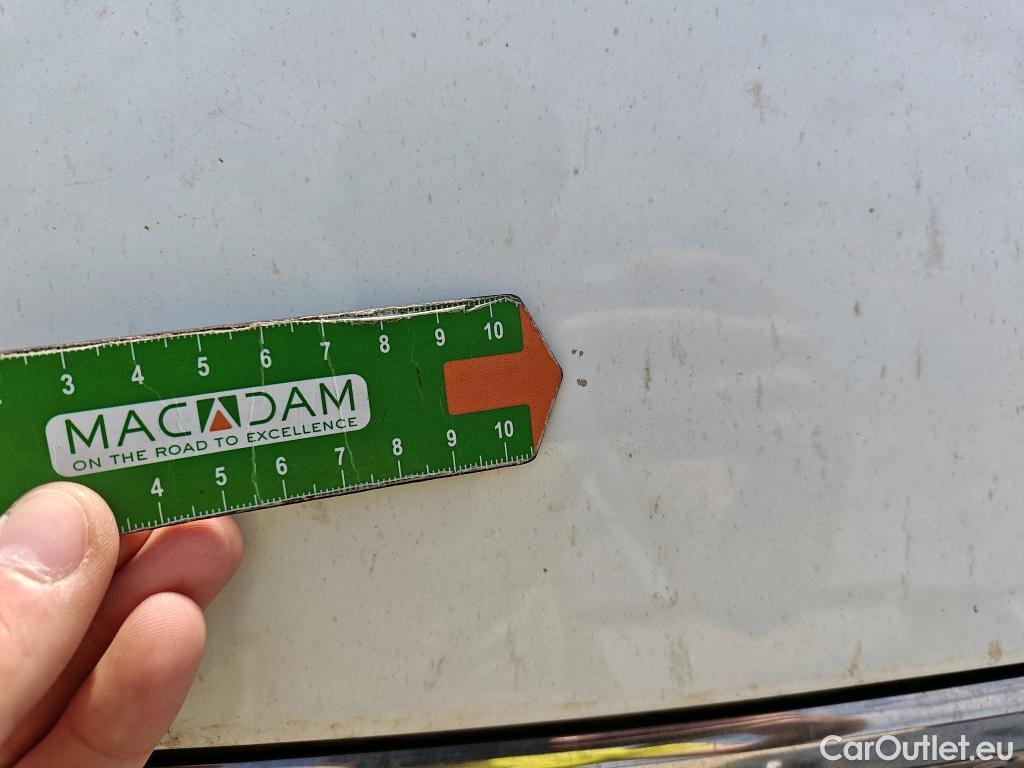 3 4 5 6 7 8 9 10
MACADAM
ON THE ROAD TO EXCELLENCE
4 5 6 7 8 9 10
CarOutlet.eu